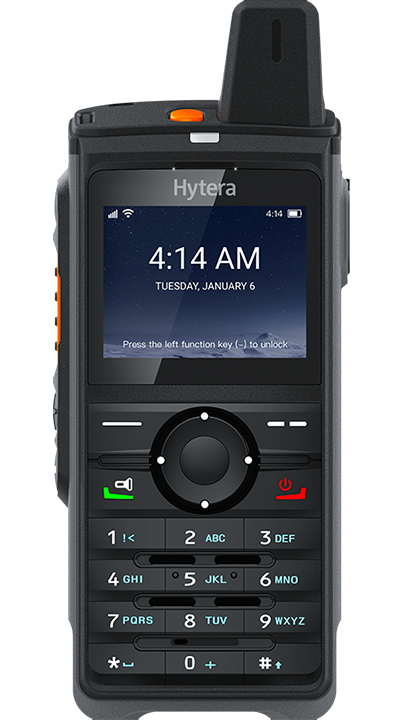 Hytera
4:14
4:14 AM
TUESDAY, JANUARY 6
Press the left function key (–) to unlock
1 !< 2 ABC 3 DEF
4 GHI 5 JKL 6 MNO
7 PQRS 8 TUV 9 WXYZ
* ⎵ 0 + # ↑